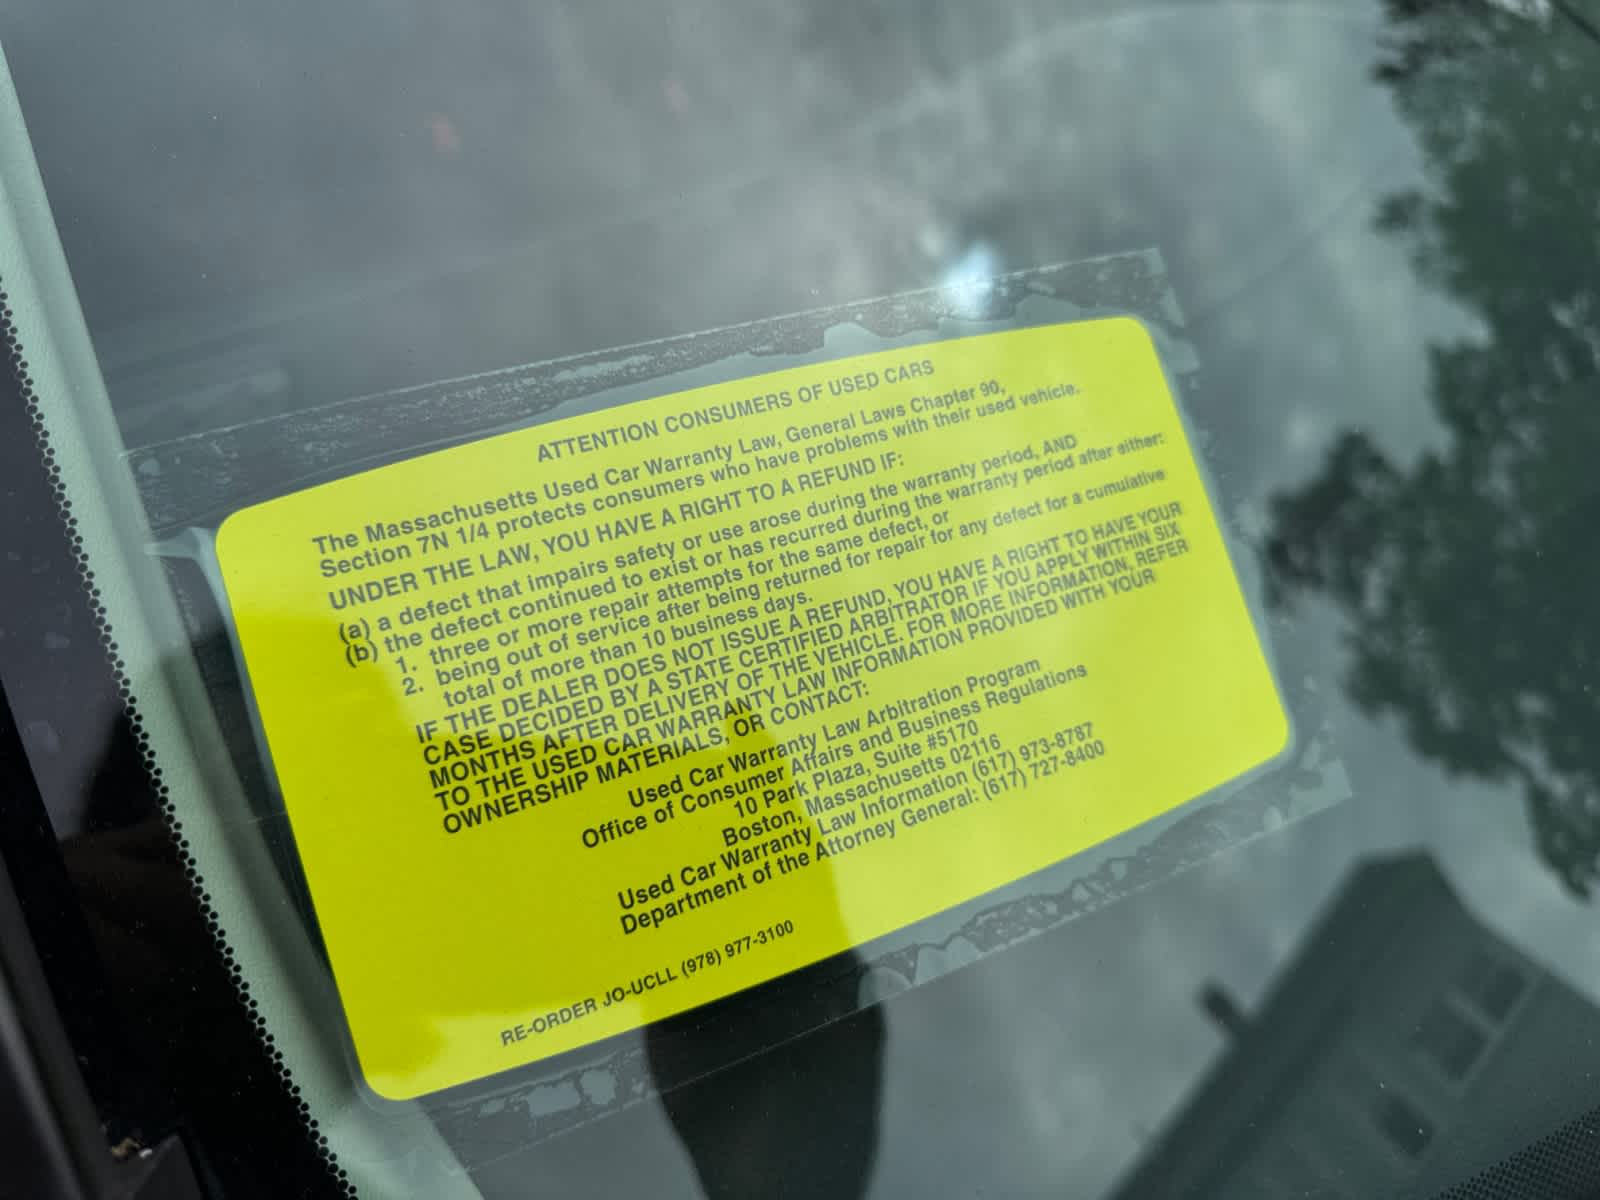 ATTENTION CONSUMERS OF USED CARS
The Massachusetts Used Car Warranty Law, General Laws Chapter 90,
Section 7N 1/4 protects consumers who have problems with their used vehicle.
UNDER THE LAW, YOU HAVE A RIGHT TO A REFUND IF:
(a) a defect that impairs safety or use arose during the warranty period, AND
(b) the defect continued to exist or has recurred during the warranty period after either:
1. three or more repair attempts for the same defect, or
2. being out of service after being returned for repair for any defect for a cumulative
total of more than 10 business days.
IF THE DEALER DOES NOT ISSUE A REFUND, YOU HAVE A RIGHT TO HAVE YOUR
CASE DECIDED BY A STATE CERTIFIED ARBITRATOR IF YOU APPLY WITHIN SIX
MONTHS AFTER DELIVERY OF THE VEHICLE. FOR MORE INFORMATION, REFER
TO THE USED CAR WARRANTY LAW INFORMATION PROVIDED WITH YOUR
OWNERSHIP MATERIALS, OR CONTACT:
Used Car Warranty Law Arbitration Program
Office of Consumer Affairs and Business Regulations
10 Park Plaza, Suite #5170
Boston, Massachusetts 02116
Used Car Warranty Law Information (617) 973-8787
Department of the Attorney General: (617) 727-8400
RE-ORDER JO-UCLL (978) 977-3100